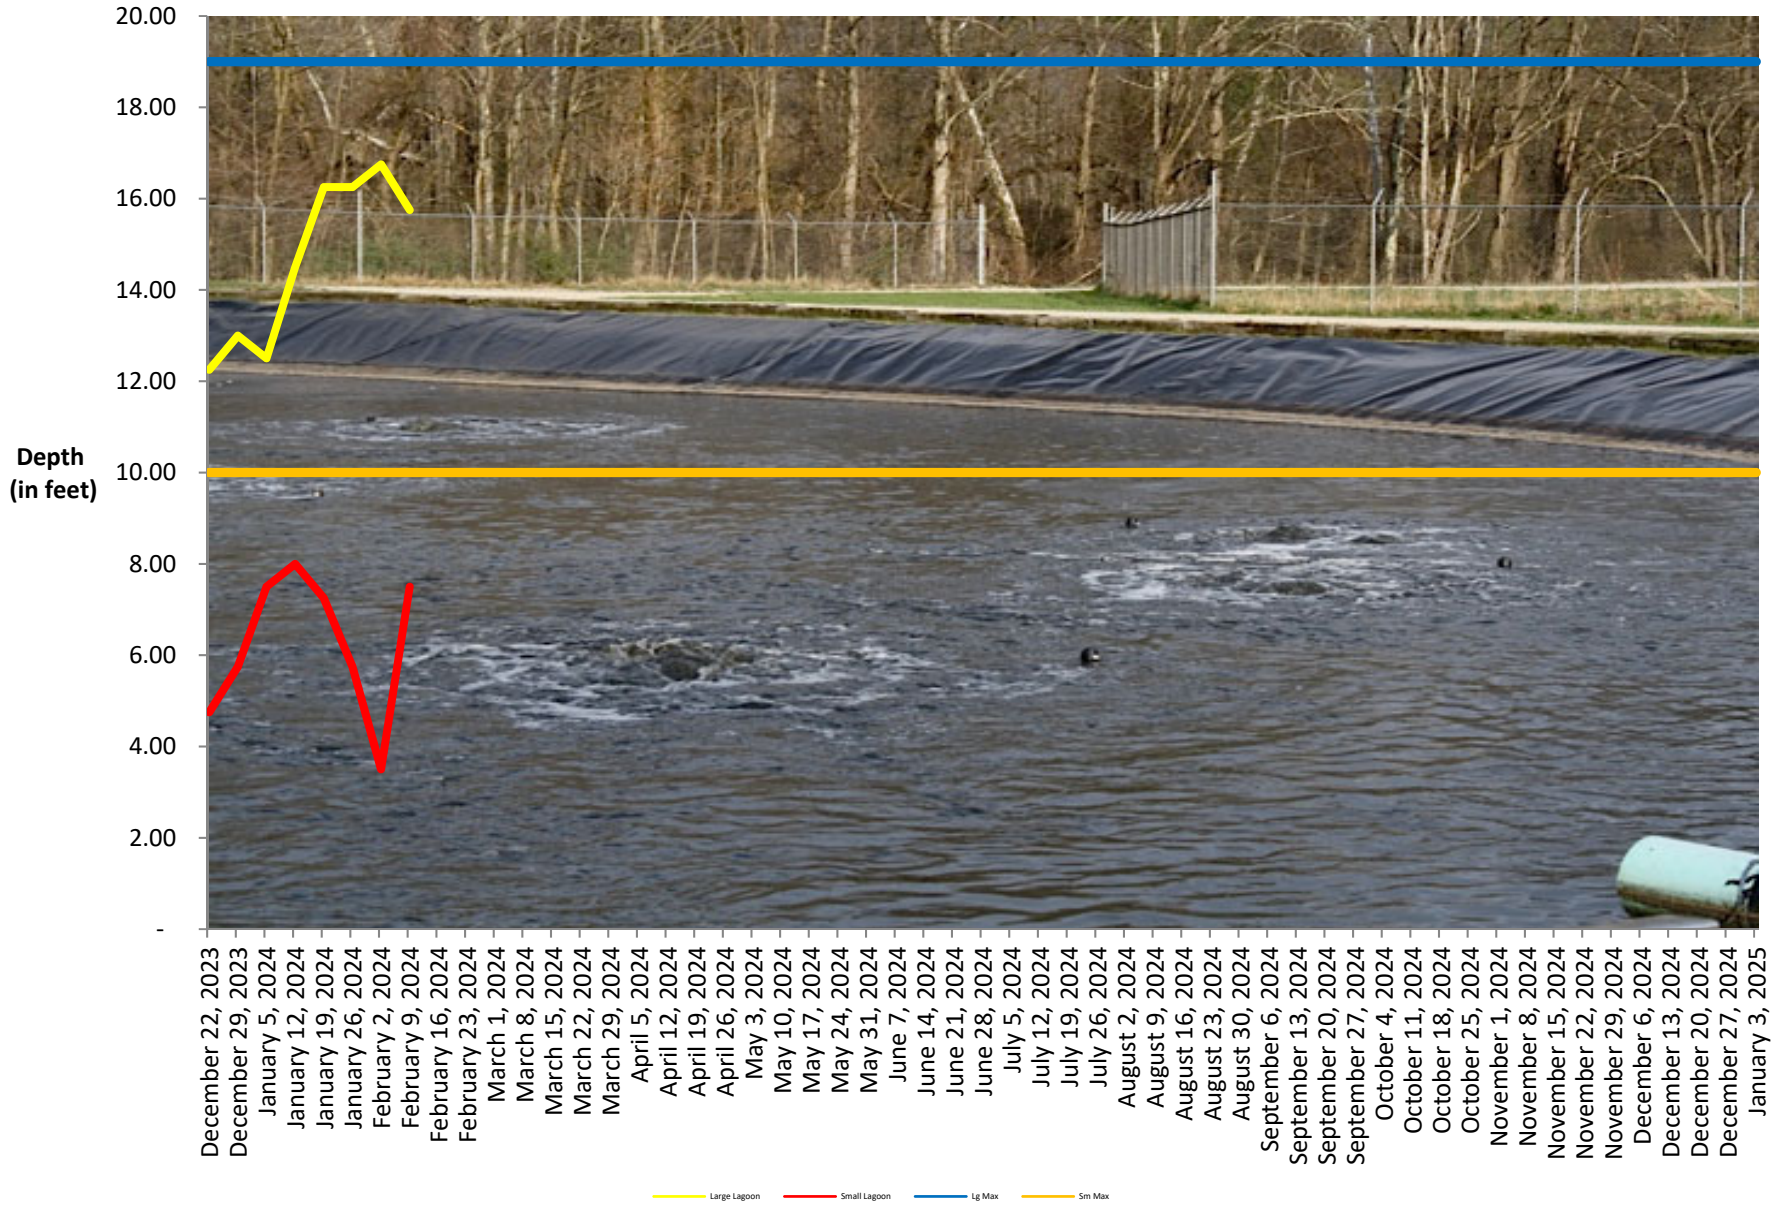 20.00
18.00
16.00
14.00
12.00
Depth
(in feet)
10.00
8.00
6.00
4.00
2.00
-
December 22, 2023
December 29, 2023
January 5, 2024
January 12, 2024
January 19, 2024
January 26, 2024
February 2, 2024
February 9, 2024
February 16, 2024
February 23, 2024
March 1, 2024
March 8, 2024
March 15, 2024
March 22, 2024
March 29, 2024
April 5, 2024
April 12, 2024
April 19, 2024
April 26, 2024
May 3, 2024
May 10, 2024
May 17, 2024
May 24, 2024
May 31, 2024
June 7, 2024
June 14, 2024
June 21, 2024
June 28, 2024
July 5, 2024
July 12, 2024
July 19, 2024
July 26, 2024
August 2, 2024
August 9, 2024
August 16, 2024
August 23, 2024
August 30, 2024
September 6, 2024
September 13, 2024
September 20, 2024
September 27, 2024
October 4, 2024
October 11, 2024
October 18, 2024
October 25, 2024
November 1, 2024
November 8, 2024
November 15, 2024
November 22, 2024
November 29, 2024
December 6, 2024
December 13, 2024
December 20, 2024
December 27, 2024
January 3, 2025
Large Lagoon Small Lagoon Lg Max Sm Max